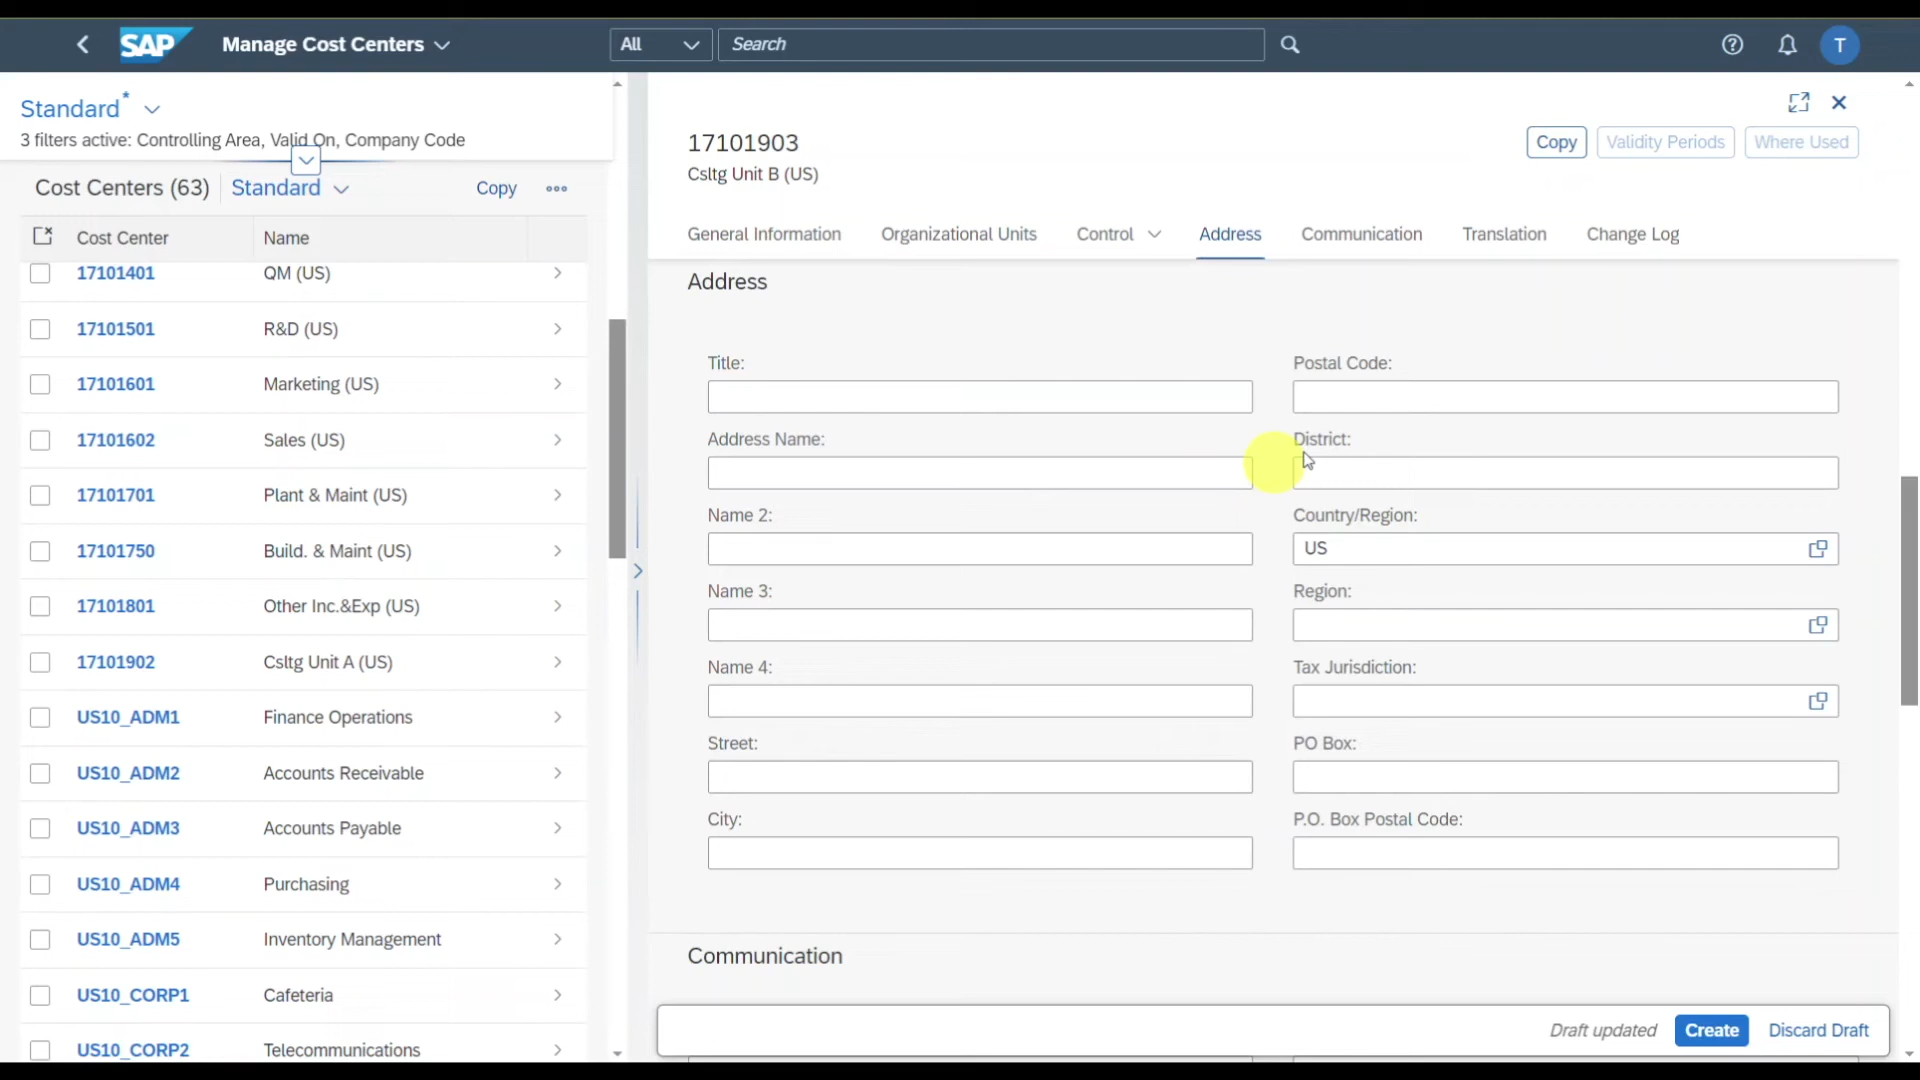 SAP Manage Cost Centers All Search T
Standard*
3 filters active: Controlling Area, Valid On, Company Code
Cost Centers (63) Standard Copy
Cost Center Name
17101401 QM (US)
17101501 R&D (US)
17101601 Marketing (US)
17101602 Sales (US)
17101701 Plant & Maint (US)
17101750 Build. & Maint (US)
17101801 Other Inc.&Exp (US)
17101902 Csltg Unit A (US)
US10_ADM1 Finance Operations
US10_ADM2 Accounts Receivable
US10_ADM3 Accounts Payable
US10_ADM4 Purchasing
US10_ADM5 Inventory Management
US10_CORP1 Cafeteria
US10_CORP2 Telecommunications
17101903
Csltg Unit B (US)
Copy Validity Periods Where Used
General Information Organizational Units Control Address Communication Translation Change Log
Address
Title:
Address Name:
Name 2:
Name 3:
Name 4:
Street:
City:
Postal Code:
District:
Country/Region:
US
Region:
Tax Jurisdiction:
PO Box:
P.O. Box Postal Code:
Communication
Draft updated Create Discard Draft